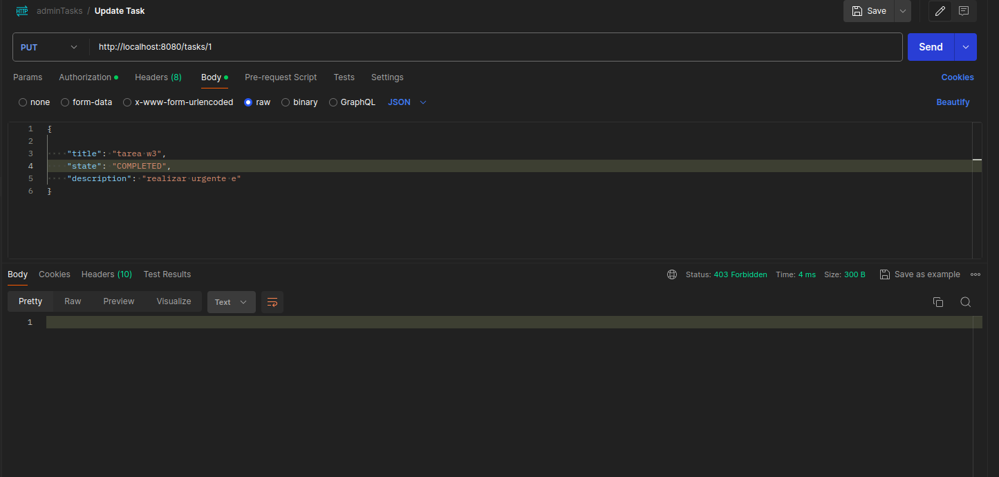 HTTP adminTasks / Update Task Save
PUT http://localhost:8080/tasks/1 Send
Params Authorization Headers (8) Body Pre-request Script Tests Settings Cookies
none form-data x-www-form-urlencoded raw binary GraphQL JSON Beautify
1 {
2
3 "title": "tarea w3",
4 "state": "COMPLETED",
5 "description": "realizar urgente e"
6 }
Body Cookies Headers (10) Test Results Status: 403 Forbidden Time: 4 ms Size: 300 B Save as example
Pretty Raw Preview Visualize Text
1